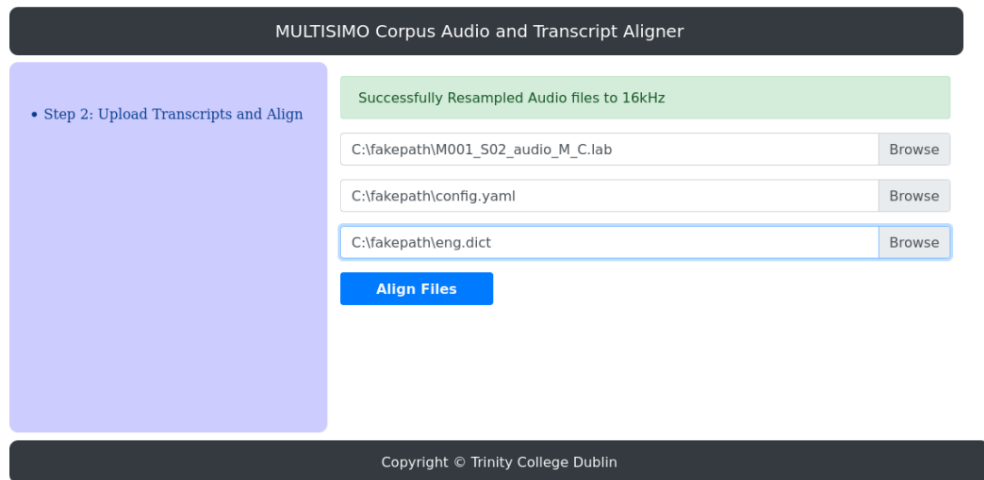 MULTISIMO Corpus Audio and Transcript Aligner
• Step 2: Upload Transcripts and Align
Successfully Resampled Audio files to 16kHz
C:\fakepath\M001_S02_audio_M_C.lab Browse
C:\fakepath\config.yaml Browse
C:\fakepath\eng.dict Browse
Align Files
Copyright © Trinity College Dublin